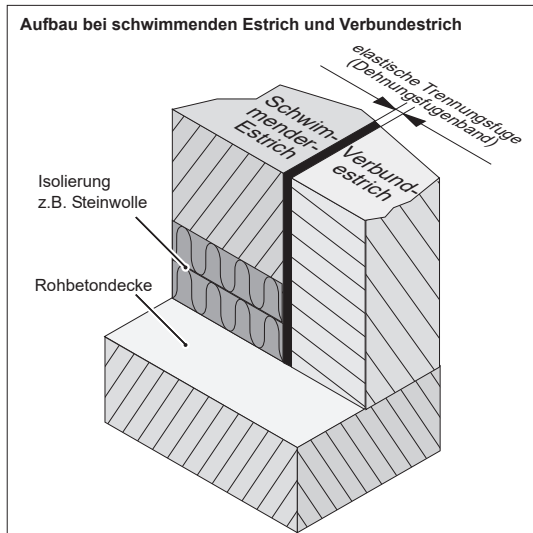 Aufbau bei schwimmenden Estrich und Verbundestrich
elastische Trennungsfuge
(Dehnungsfugenband)
Schwim-
mender-
Estrich
Verbund-
estrich
Isolierung
z.B. Steinwolle
Rohbetondecke